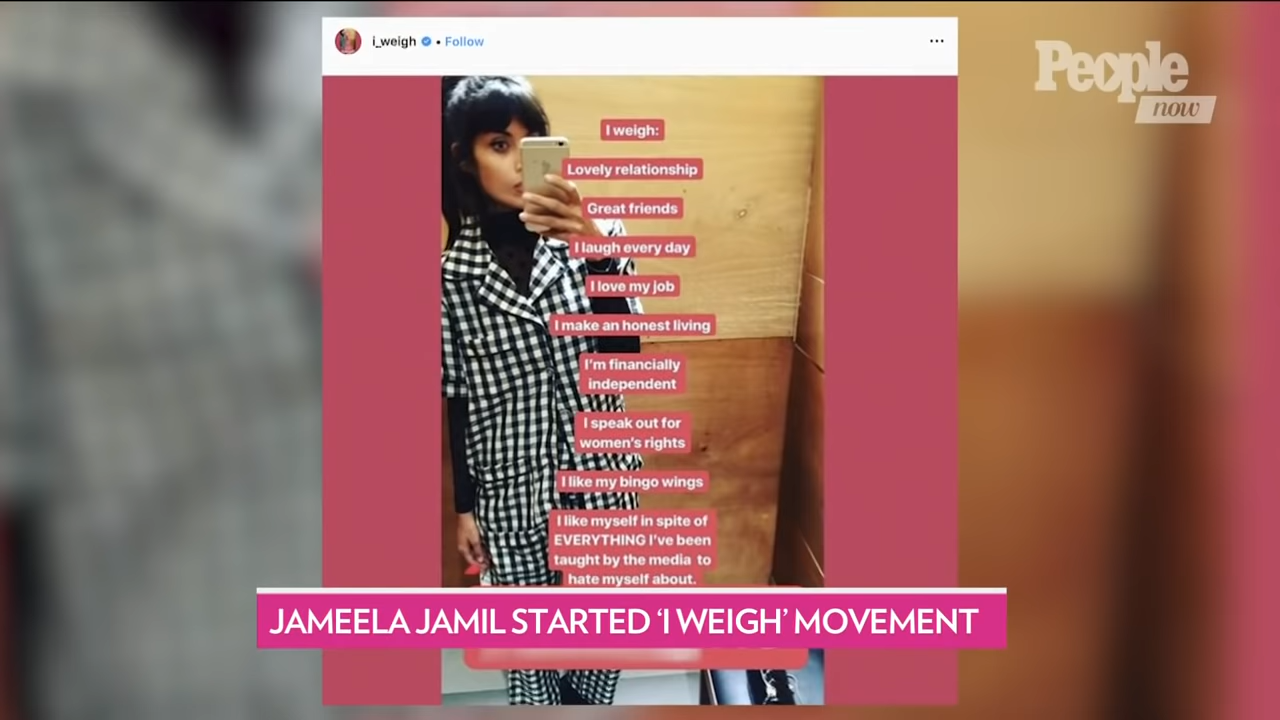 i_weigh • Follow
People
now
I weigh:
Lovely relationship
Great friends
I laugh every day
I love my job
I make an honest living
I'm financially
independent
I speak out for
women's rights
I like my bingo wings
I like myself in spite of
EVERYTHING I've been
taught by the media to
hate myself about.
JAMEELA JAMIL STARTED 'I WEIGH' MOVEMENT